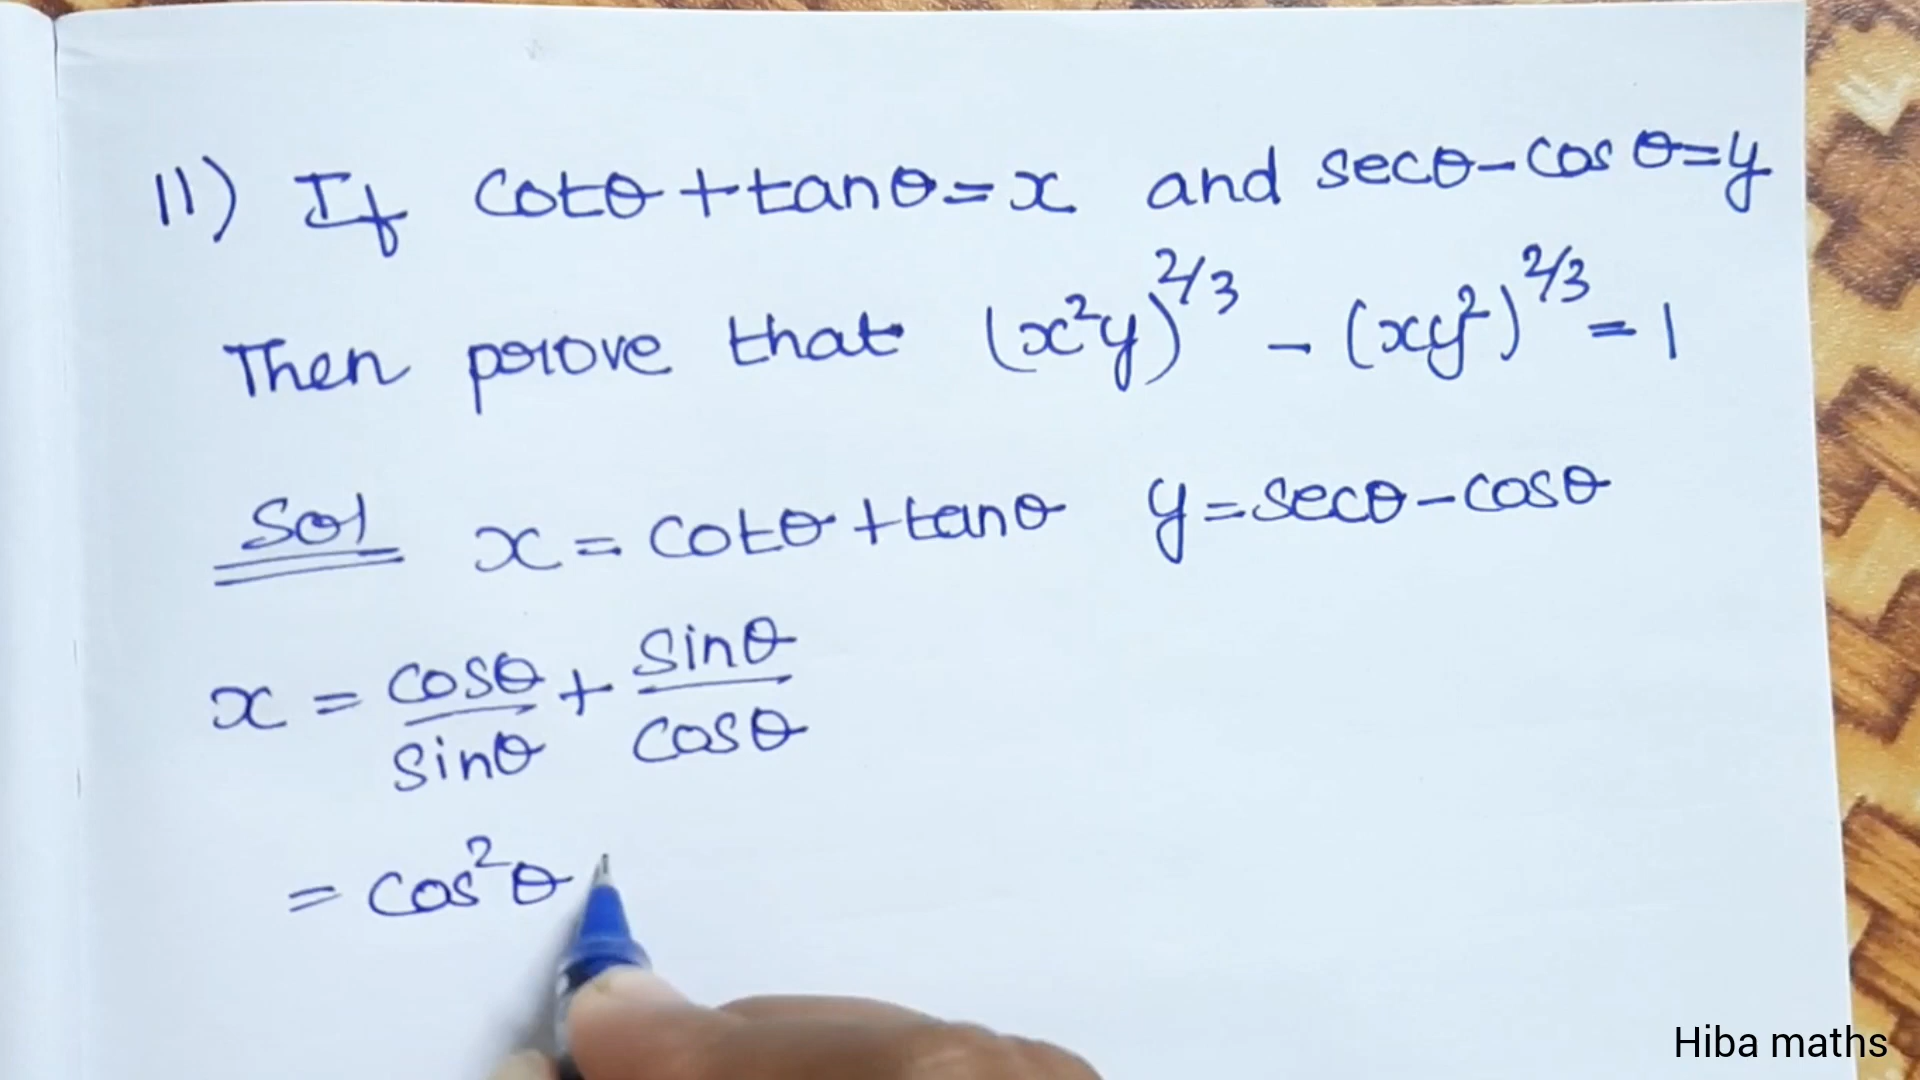 11) If cotθ + tanθ = x and secθ - cosθ = y
Then prove that (x²y)^2/3 - (xy²)^2/3 = 1
Sol x = cotθ + tanθ y = secθ - cosθ
x = cosθ/sinθ + sinθ/cosθ
= cos²θ
Hiba maths